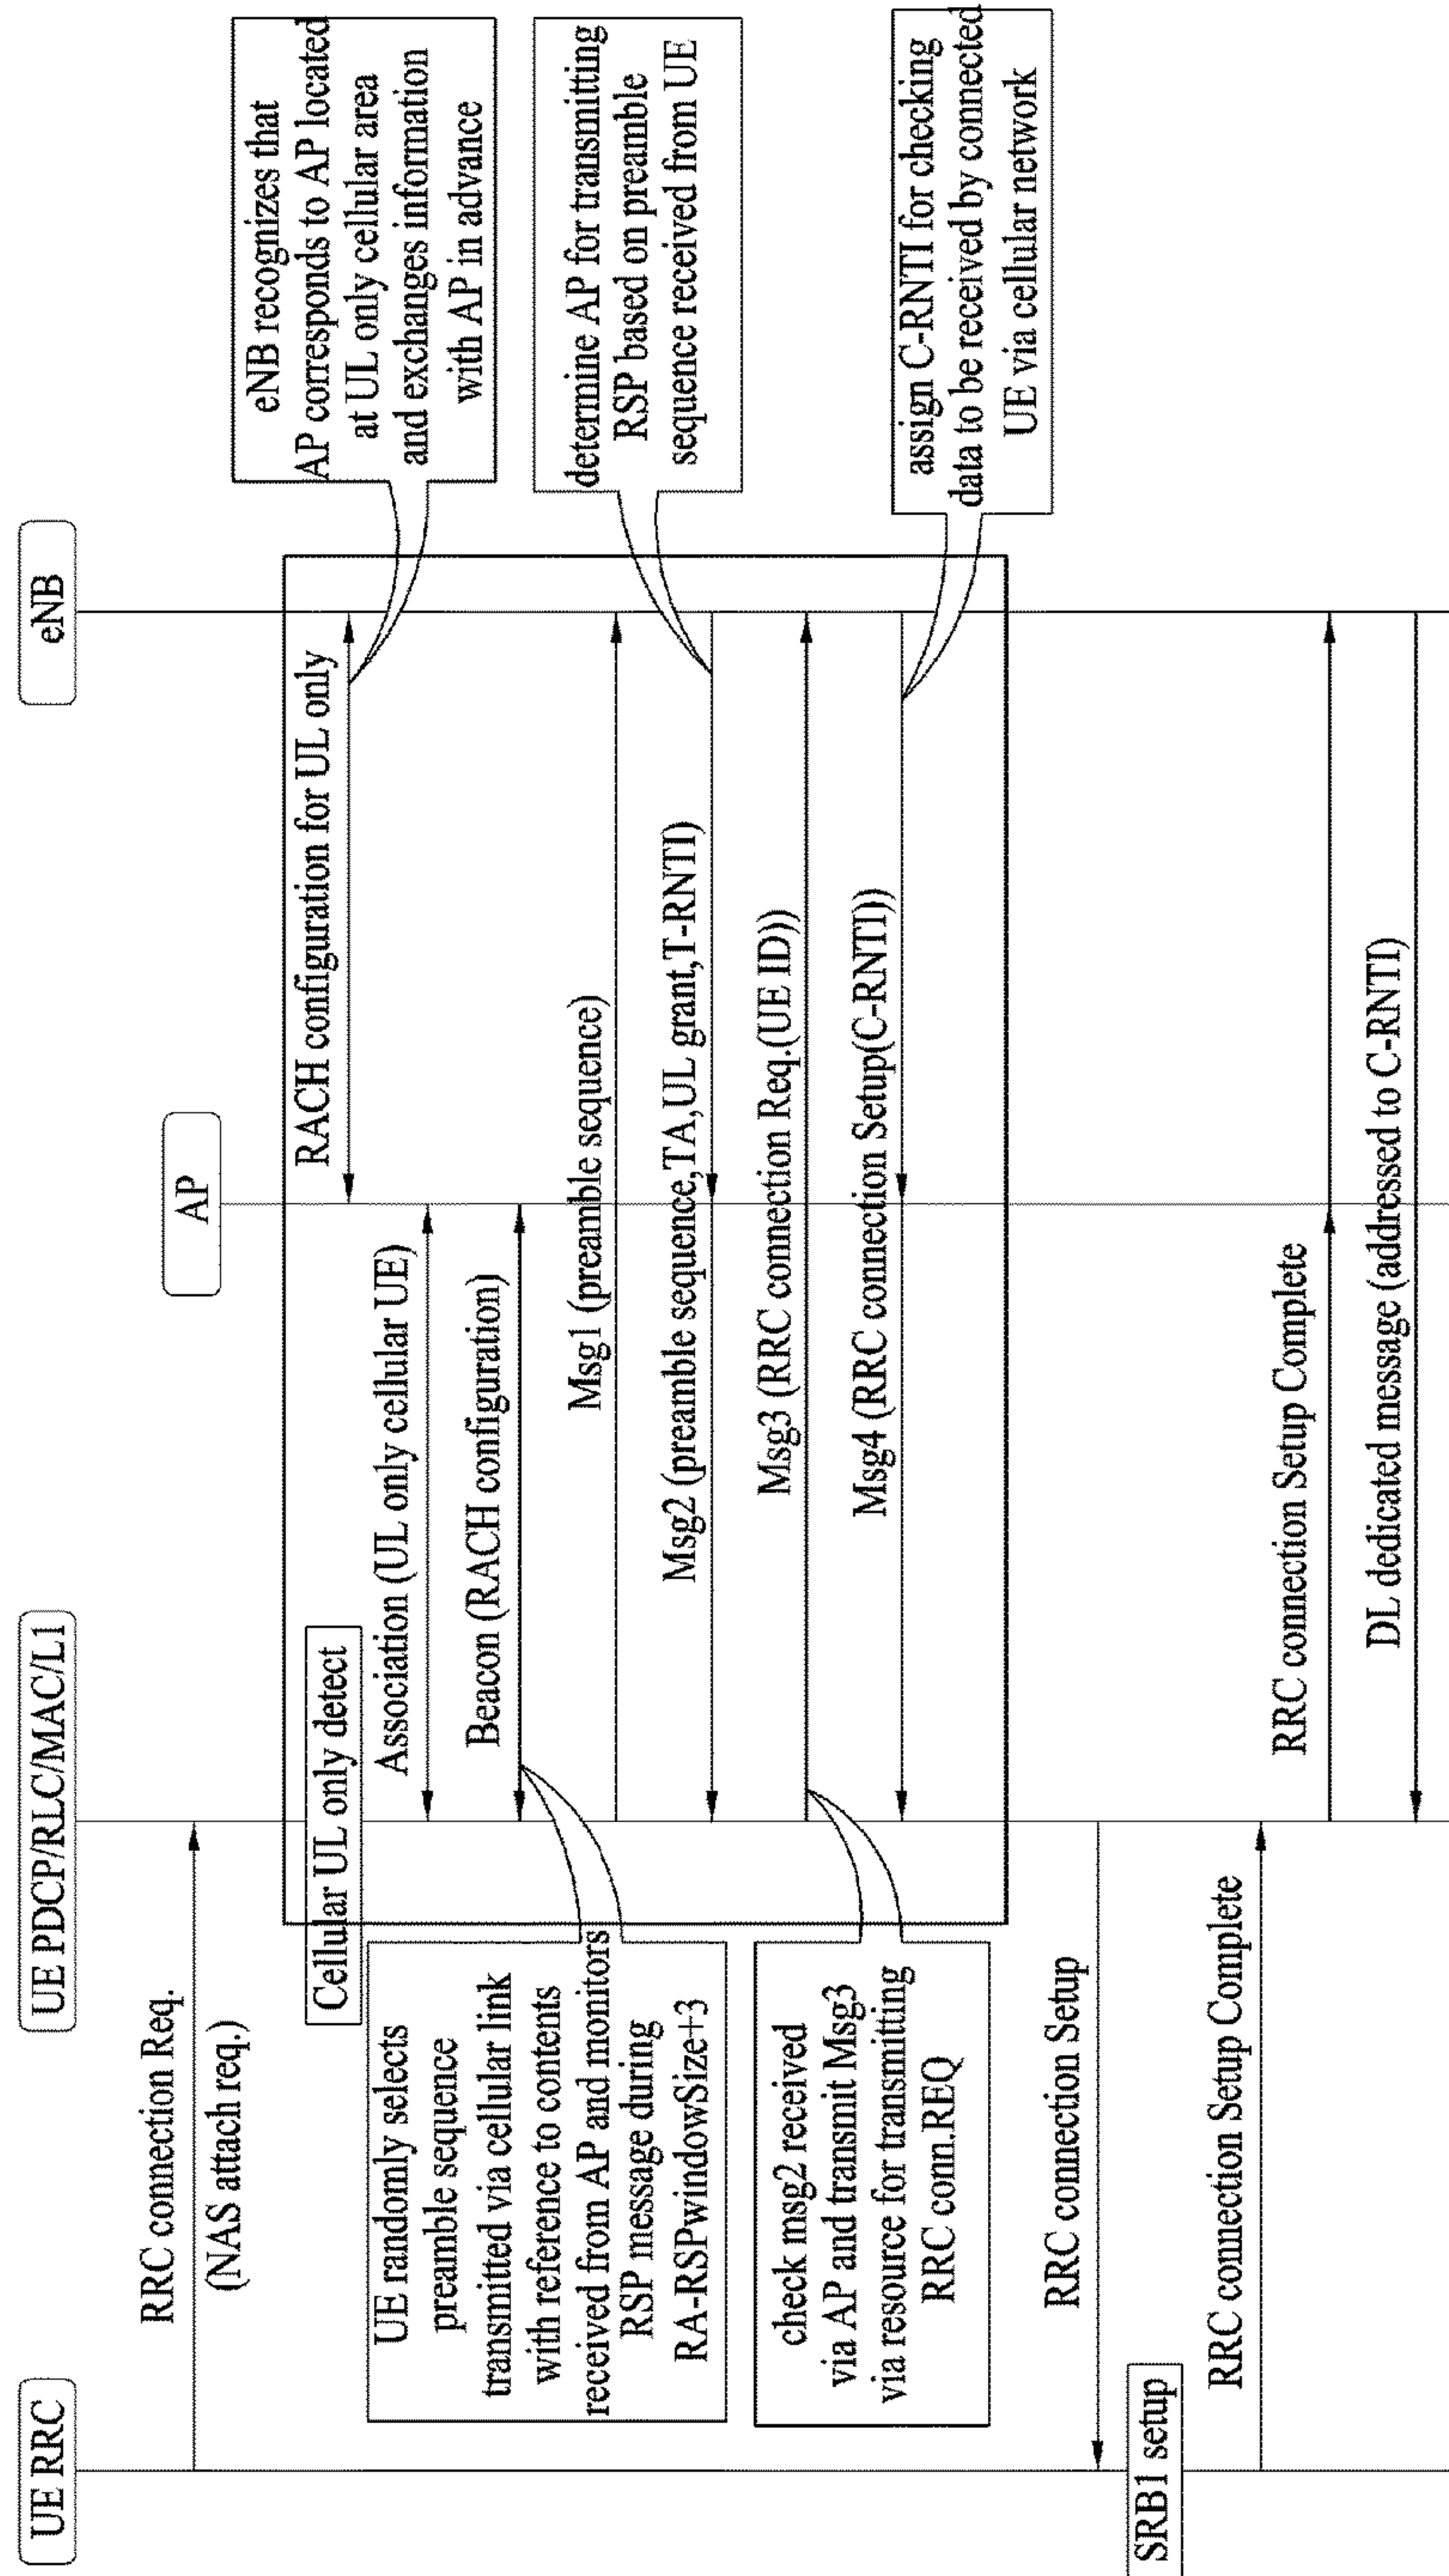 UE RRC
UE PDCP/RLC/MAC/L1
AP
eNB
RRC connection Req.
(NAS attach req.)
Cellular UL only detect
RACH configuration for UL only
eNB recognizes that
AP corresponds to AP located
at UL only cellular area
and exchanges information
with AP in advance
Association (UL only cellular UE)
Beacon (RACH configuration)
UE randomly selects
preamble sequence
transmitted via cellular link
with reference to contents
received from AP and monitors
RSP message during
RA-RSPwindowSize+3
Msg1 (preamble sequence)
determine AP for transmitting
RSP based on preamble
sequence received from UE
Msg2 (preamble sequence,TA,UL grant,T-RNTI)
Msg3 (RRC connection Req.(UE ID))
check msg2 received
via AP and transmit Msg3
via resource for transmitting
RRC conn.REQ
Msg4 (RRC connection Setup(C-RNTI))
assign C-RNTI for checking
data to be received by connected
UE via cellular network
RRC connection Setup
SRB1 setup
RRC connection Setup Complete
RRC connection Setup Complete
DL dedicated message (addressed to C-RNTI)